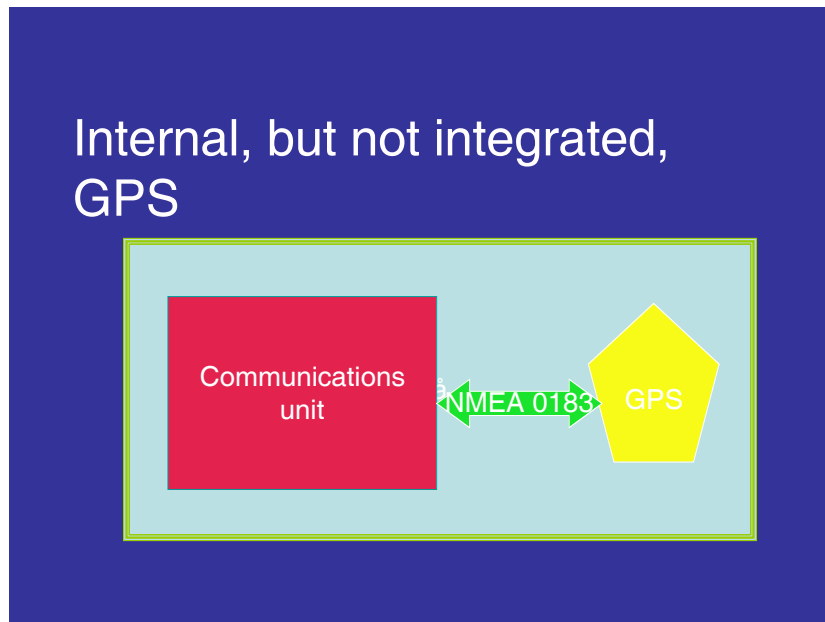 Internal, but not integrated,
GPS
Communications
unit
å
NMEA 0183
GPS